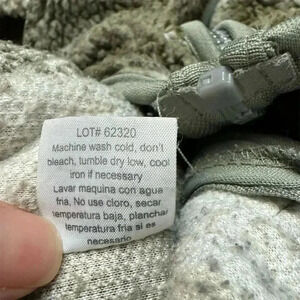 LOT# 62320
Machine wash cold, don't
bleach, tumble dry low, cool
iron if necessary
Lavar maquina con agua
fria, No use cloro, secar
temperatura baja, planchar
temperatura fria si es
necessary